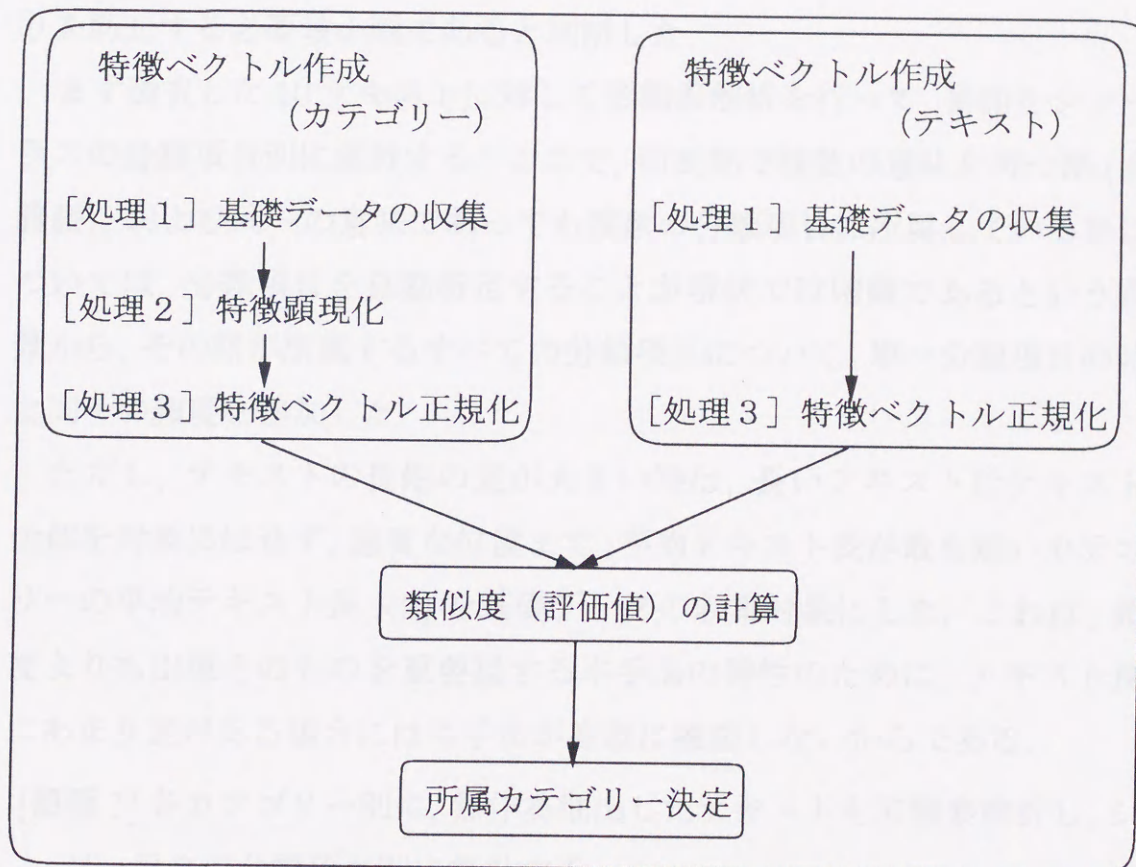 特徴ベクトル作成
(カテゴリー)
［処理１］基礎データの収集
［処理２］特徴顕現化
［処理３］特徴ベクトル正規化
特徴ベクトル作成
(テキスト)
［処理１］基礎データの収集
［処理３］特徴ベクトル正規化
類似度（評価値）の計算
所属カテゴリー決定